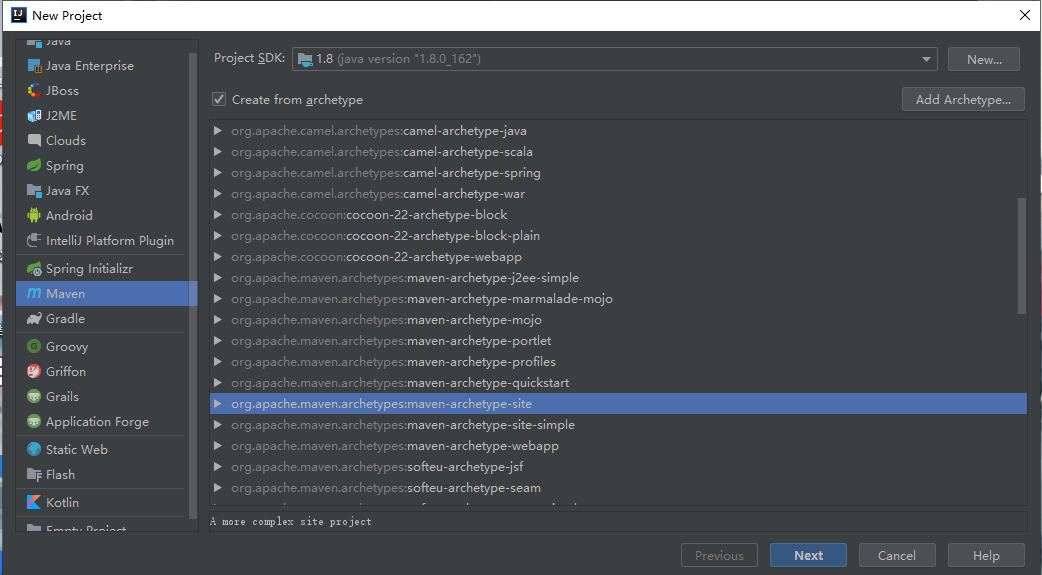 New Project
Java
Java Enterprise
JBoss
J2ME
Clouds
Spring
Java FX
Android
IntelliJ Platform Plugin
Spring Initializr
Maven
Gradle
Groovy
Griffon
Grails
Application Forge
Static Web
Flash
Kotlin
Empty Project
Project SDK: 1.8 (java version "1.8.0_162") New...
Create from archetype Add Archetype...
org.apache.camel.archetypes:camel-archetype-java
org.apache.camel.archetypes:camel-archetype-scala
org.apache.camel.archetypes:camel-archetype-spring
org.apache.camel.archetypes:camel-archetype-war
org.apache.cocoon:cocoon-22-archetype-block
org.apache.cocoon:cocoon-22-archetype-block-plain
org.apache.cocoon:cocoon-22-archetype-webapp
org.apache.maven.archetypes:maven-archetype-j2ee-simple
org.apache.maven.archetypes:maven-archetype-marmalade-mojo
org.apache.maven.archetypes:maven-archetype-mojo
org.apache.maven.archetypes:maven-archetype-portlet
org.apache.maven.archetypes:maven-archetype-profiles
org.apache.maven.archetypes:maven-archetype-quickstart
org.apache.maven.archetypes:maven-archetype-site
org.apache.maven.archetypes:maven-archetype-site-simple
org.apache.maven.archetypes:maven-archetype-webapp
org.apache.maven.archetypes:softeu-archetype-jsf
org.apache.maven.archetypes:softeu-archetype-seam
A more complex site project
Previous Next Cancel Help